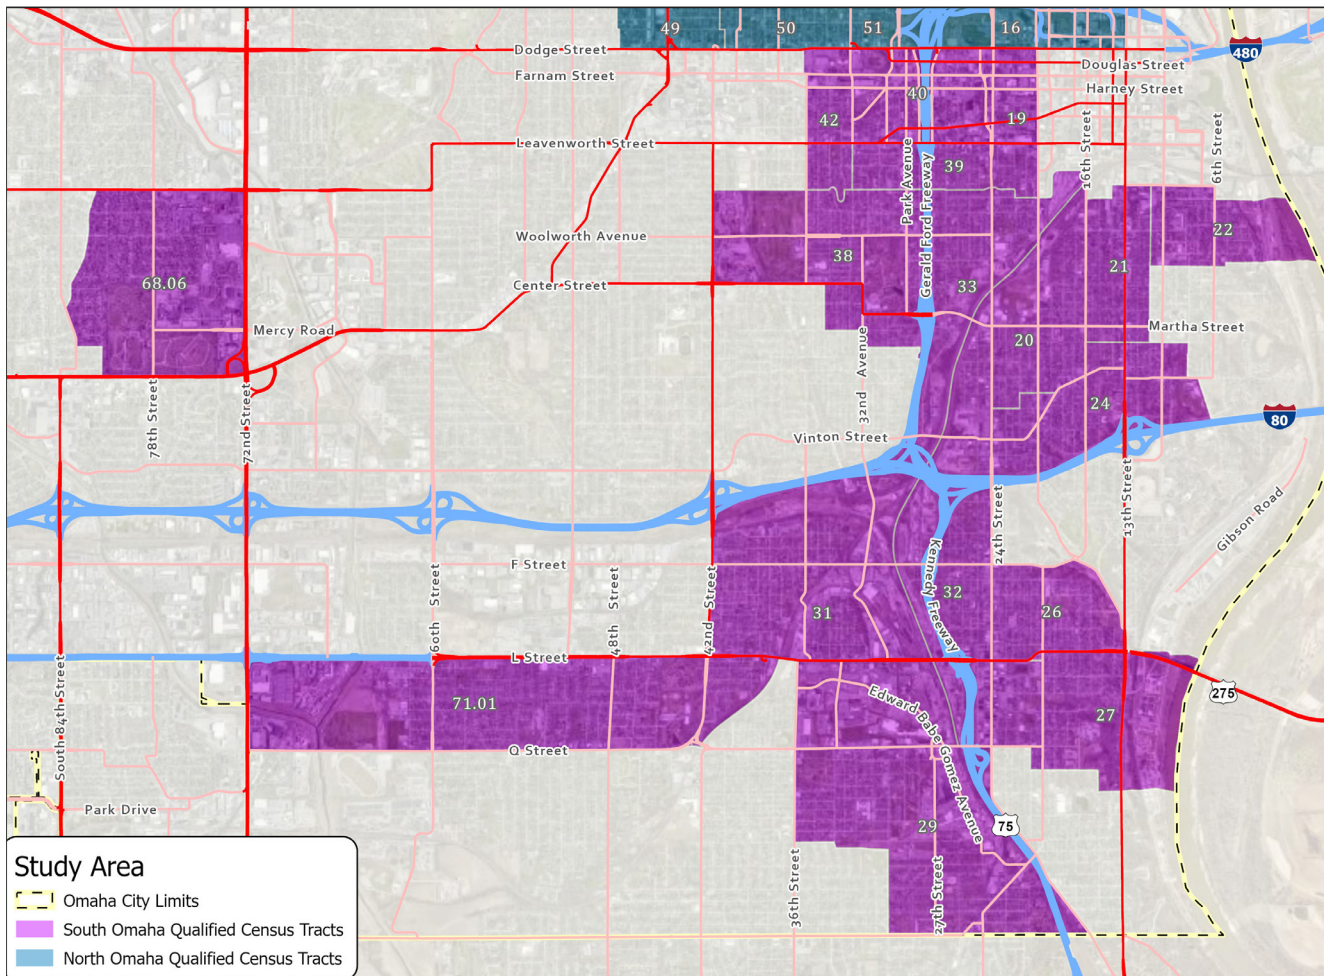 49
50
51
16
Dodge Street
480
Farnam Street
Douglas Street
Harney Street
40
42
19
Leavenworth Street
16th Street
6th Street
39
Park Avenue
Gerald Ford Freeway
Woolworth Avenue
22
38
21
68.06
Center Street
33
Mercy Road
Martha Street
20
32nd Avenue
78th Street
72nd Street
24
80
Vinton Street
24th Street
13th Street
Gibson Road
F Street
Kennedy Freeway
60th Street
48th Street
42nd Street
32
31
26
L Street
275
South 84th Street
71.01
Edward Babe Gomez Avenue
27
Q Street
Park Drive
75
29
36th Street
27th Street
Study Area
Omaha City Limits
South Omaha Qualified Census Tracts
North Omaha Qualified Census Tracts